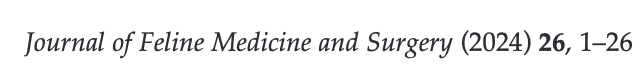 Journal of Feline Medicine and Surgery (2024) 26, 1–26